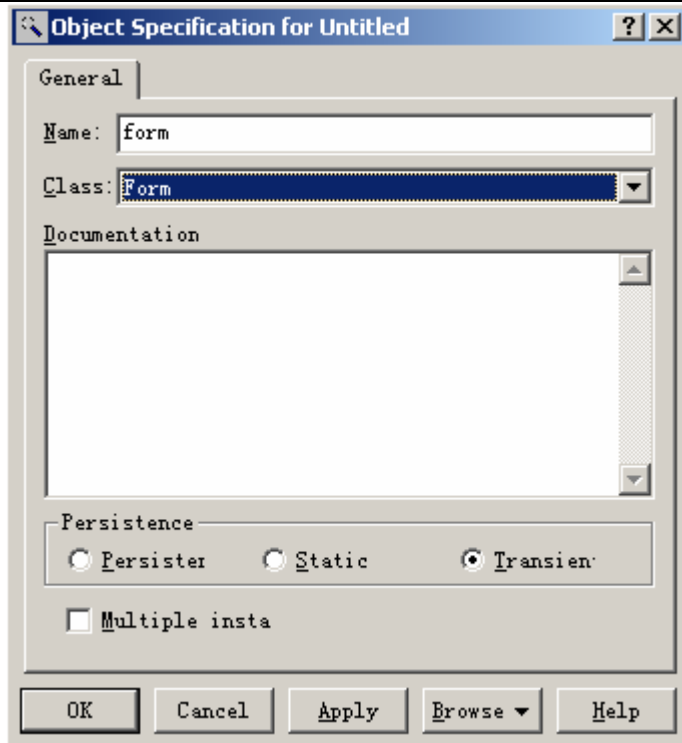 Object Specification for Untitled
General
Name: form
Class: Form
Documentation
Persistence
Persister Static Transien
Multiple insta
OK Cancel Apply Browse Help